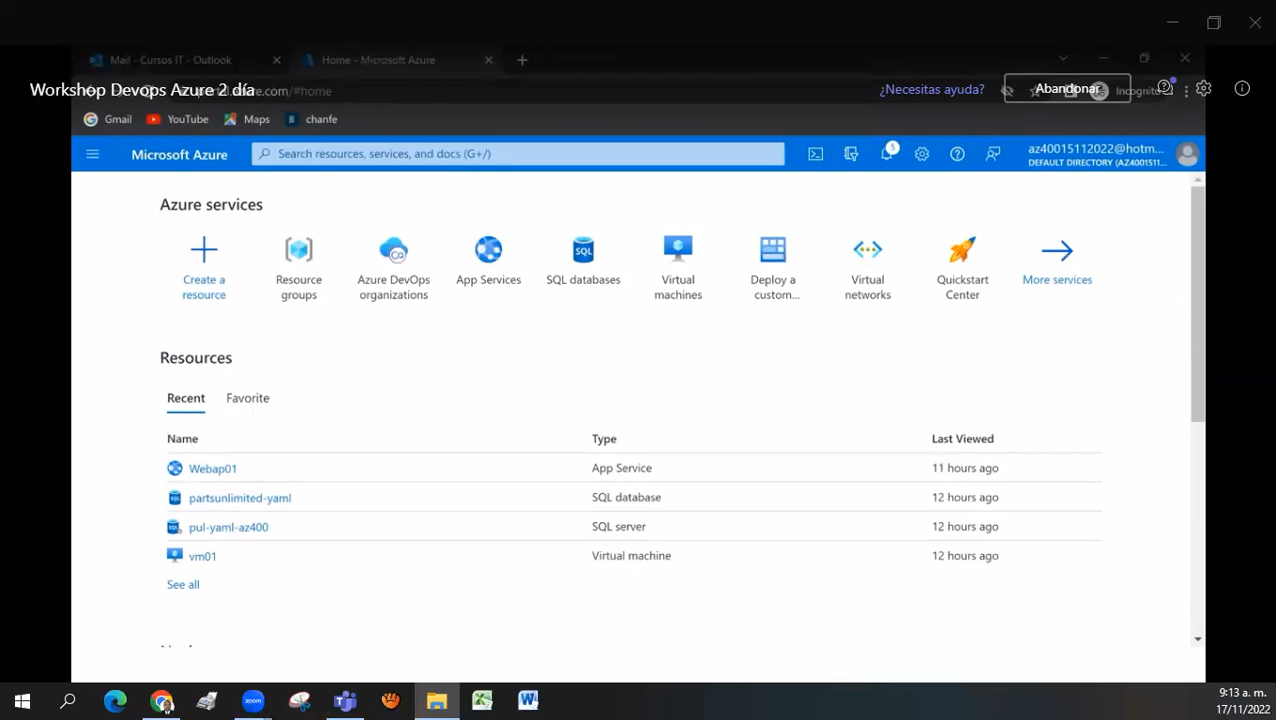 Mail - Cursos IT - Outlook
Home - Microsoft Azure
Workshop Devops Azure 2 día
.com/#home
¿Necesitas ayuda?
Abandonar
Incognito
Gmail
YouTube
Maps
chanfe
Microsoft Azure
Search resources, services, and docs (G+/)
5
az40015112022@hotm...
DEFAULT DIRECTORY (AZ4001511...
Azure services
Create a
resource
Resource
groups
Azure DevOps
organizations
App Services
SQL databases
Virtual
machines
Deploy a
custom...
Virtual
networks
Quickstart
Center
More services
Resources
Recent
Favorite
Name Type Last Viewed
Webap01 App Service 11 hours ago
partsunlimited-yaml SQL database 12 hours ago
pul-yaml-az400 SQL server 12 hours ago
vm01 Virtual machine 12 hours ago
See all
9:13 a. m.
17/11/2022